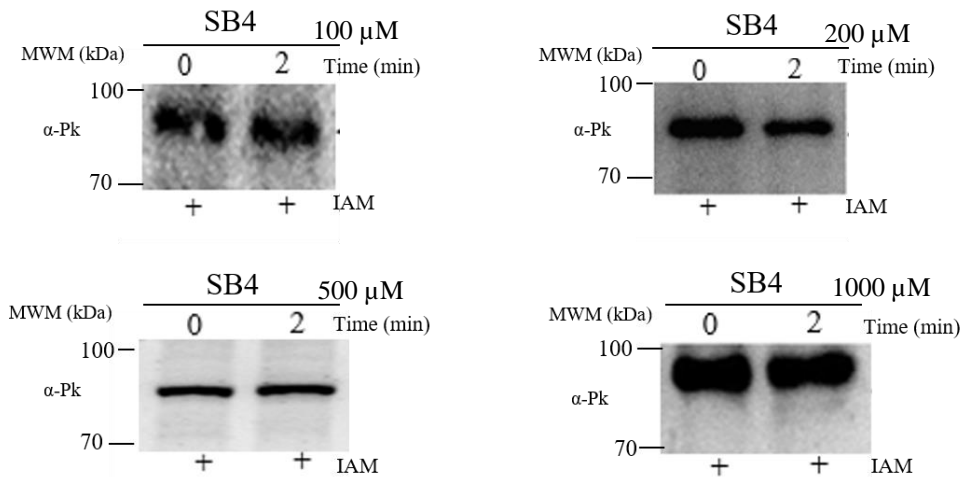 SB4
100 µM
MWM (kDa)
0
2
Time (min)
100
α-Pk
70
+
+
IAM
SB4
200 µM
MWM (kDa)
0
2
Time (min)
100
α-Pk
70
+
+
IAM
SB4
500 µM
MWM (kDa)
0
2
Time (min)
100
α-Pk
70
+
+
IAM
SB4
1000 µM
MWM (kDa)
0
2
Time (min)
100
α-Pk
70
+
+
IAM